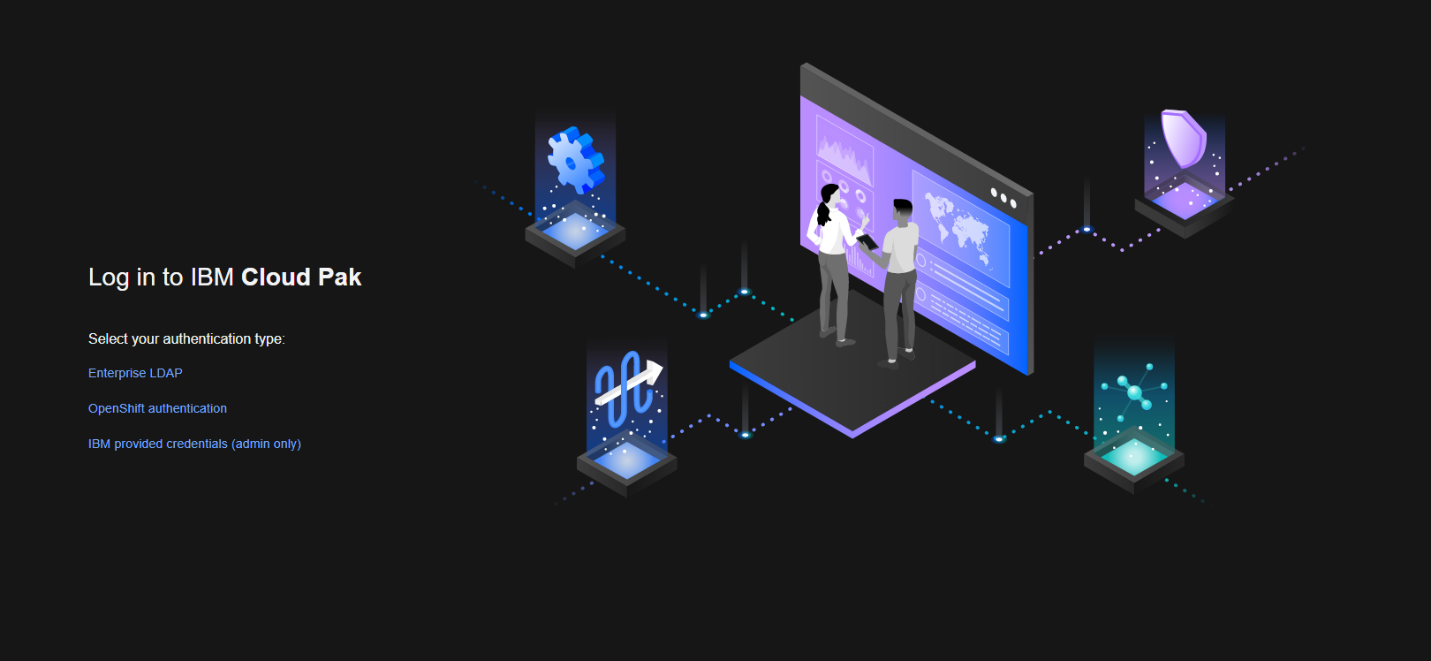 Log in to IBM Cloud Pak
Select your authentication type:
Enterprise LDAP
OpenShift authentication
IBM provided credentials (admin only)